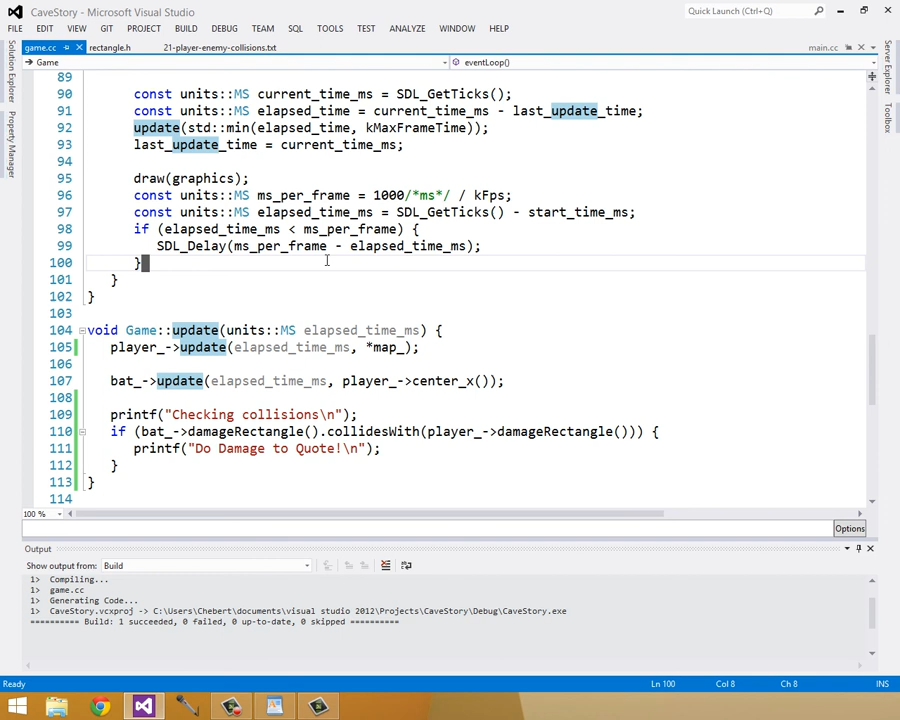 CaveStory - Microsoft Visual Studio
Quick Launch (Ctrl+Q)
FILE EDIT VIEW GIT PROJECT BUILD DEBUG TEAM SQL TOOLS TEST ANALYZE WINDOW HELP
game.cc rectangle.h 21-player-enemy-collisions.txt main.cc
Game eventLoop()
Solution Explorer
Property Manager
Server Explorer
Toolbox
89
90 const units::MS current_time_ms = SDL_GetTicks();
91 const units::MS elapsed_time = current_time_ms - last_update_time;
92 update(std::min(elapsed_time, kMaxFrameTime));
93 last_update_time = current_time_ms;
94
95 draw(graphics);
96 const units::MS ms_per_frame = 1000/*ms*/ / kFps;
97 const units::MS elapsed_time_ms = SDL_GetTicks() - start_time_ms;
98 if (elapsed_time_ms < ms_per_frame) {
99 SDL_Delay(ms_per_frame - elapsed_time_ms);
100 }
101 }
102 }
103
104 void Game::update(units::MS elapsed_time_ms) {
105 player_->update(elapsed_time_ms, *map_);
106
107 bat_->update(elapsed_time_ms, player_->center_x());
108
109 printf("Checking collisions\n");
110 if (bat_->damageRectangle().collidesWith(player_->damageRectangle())) {
111 printf("Do Damage to Quote!\n");
112 }
113 }
114
100 %
Options
Output
Show output from: Build
1> Compiling...
1> game.cc
1> Generating Code...
1> CaveStory.vcxproj -> C:\Users\Chebert\documents\visual studio 2012\Projects\CaveStory\Debug\CaveStory.exe
========== Build: 1 succeeded, 0 failed, 0 up-to-date, 0 skipped ==========
Ready Ln 100 Col 8 Ch 8 INS